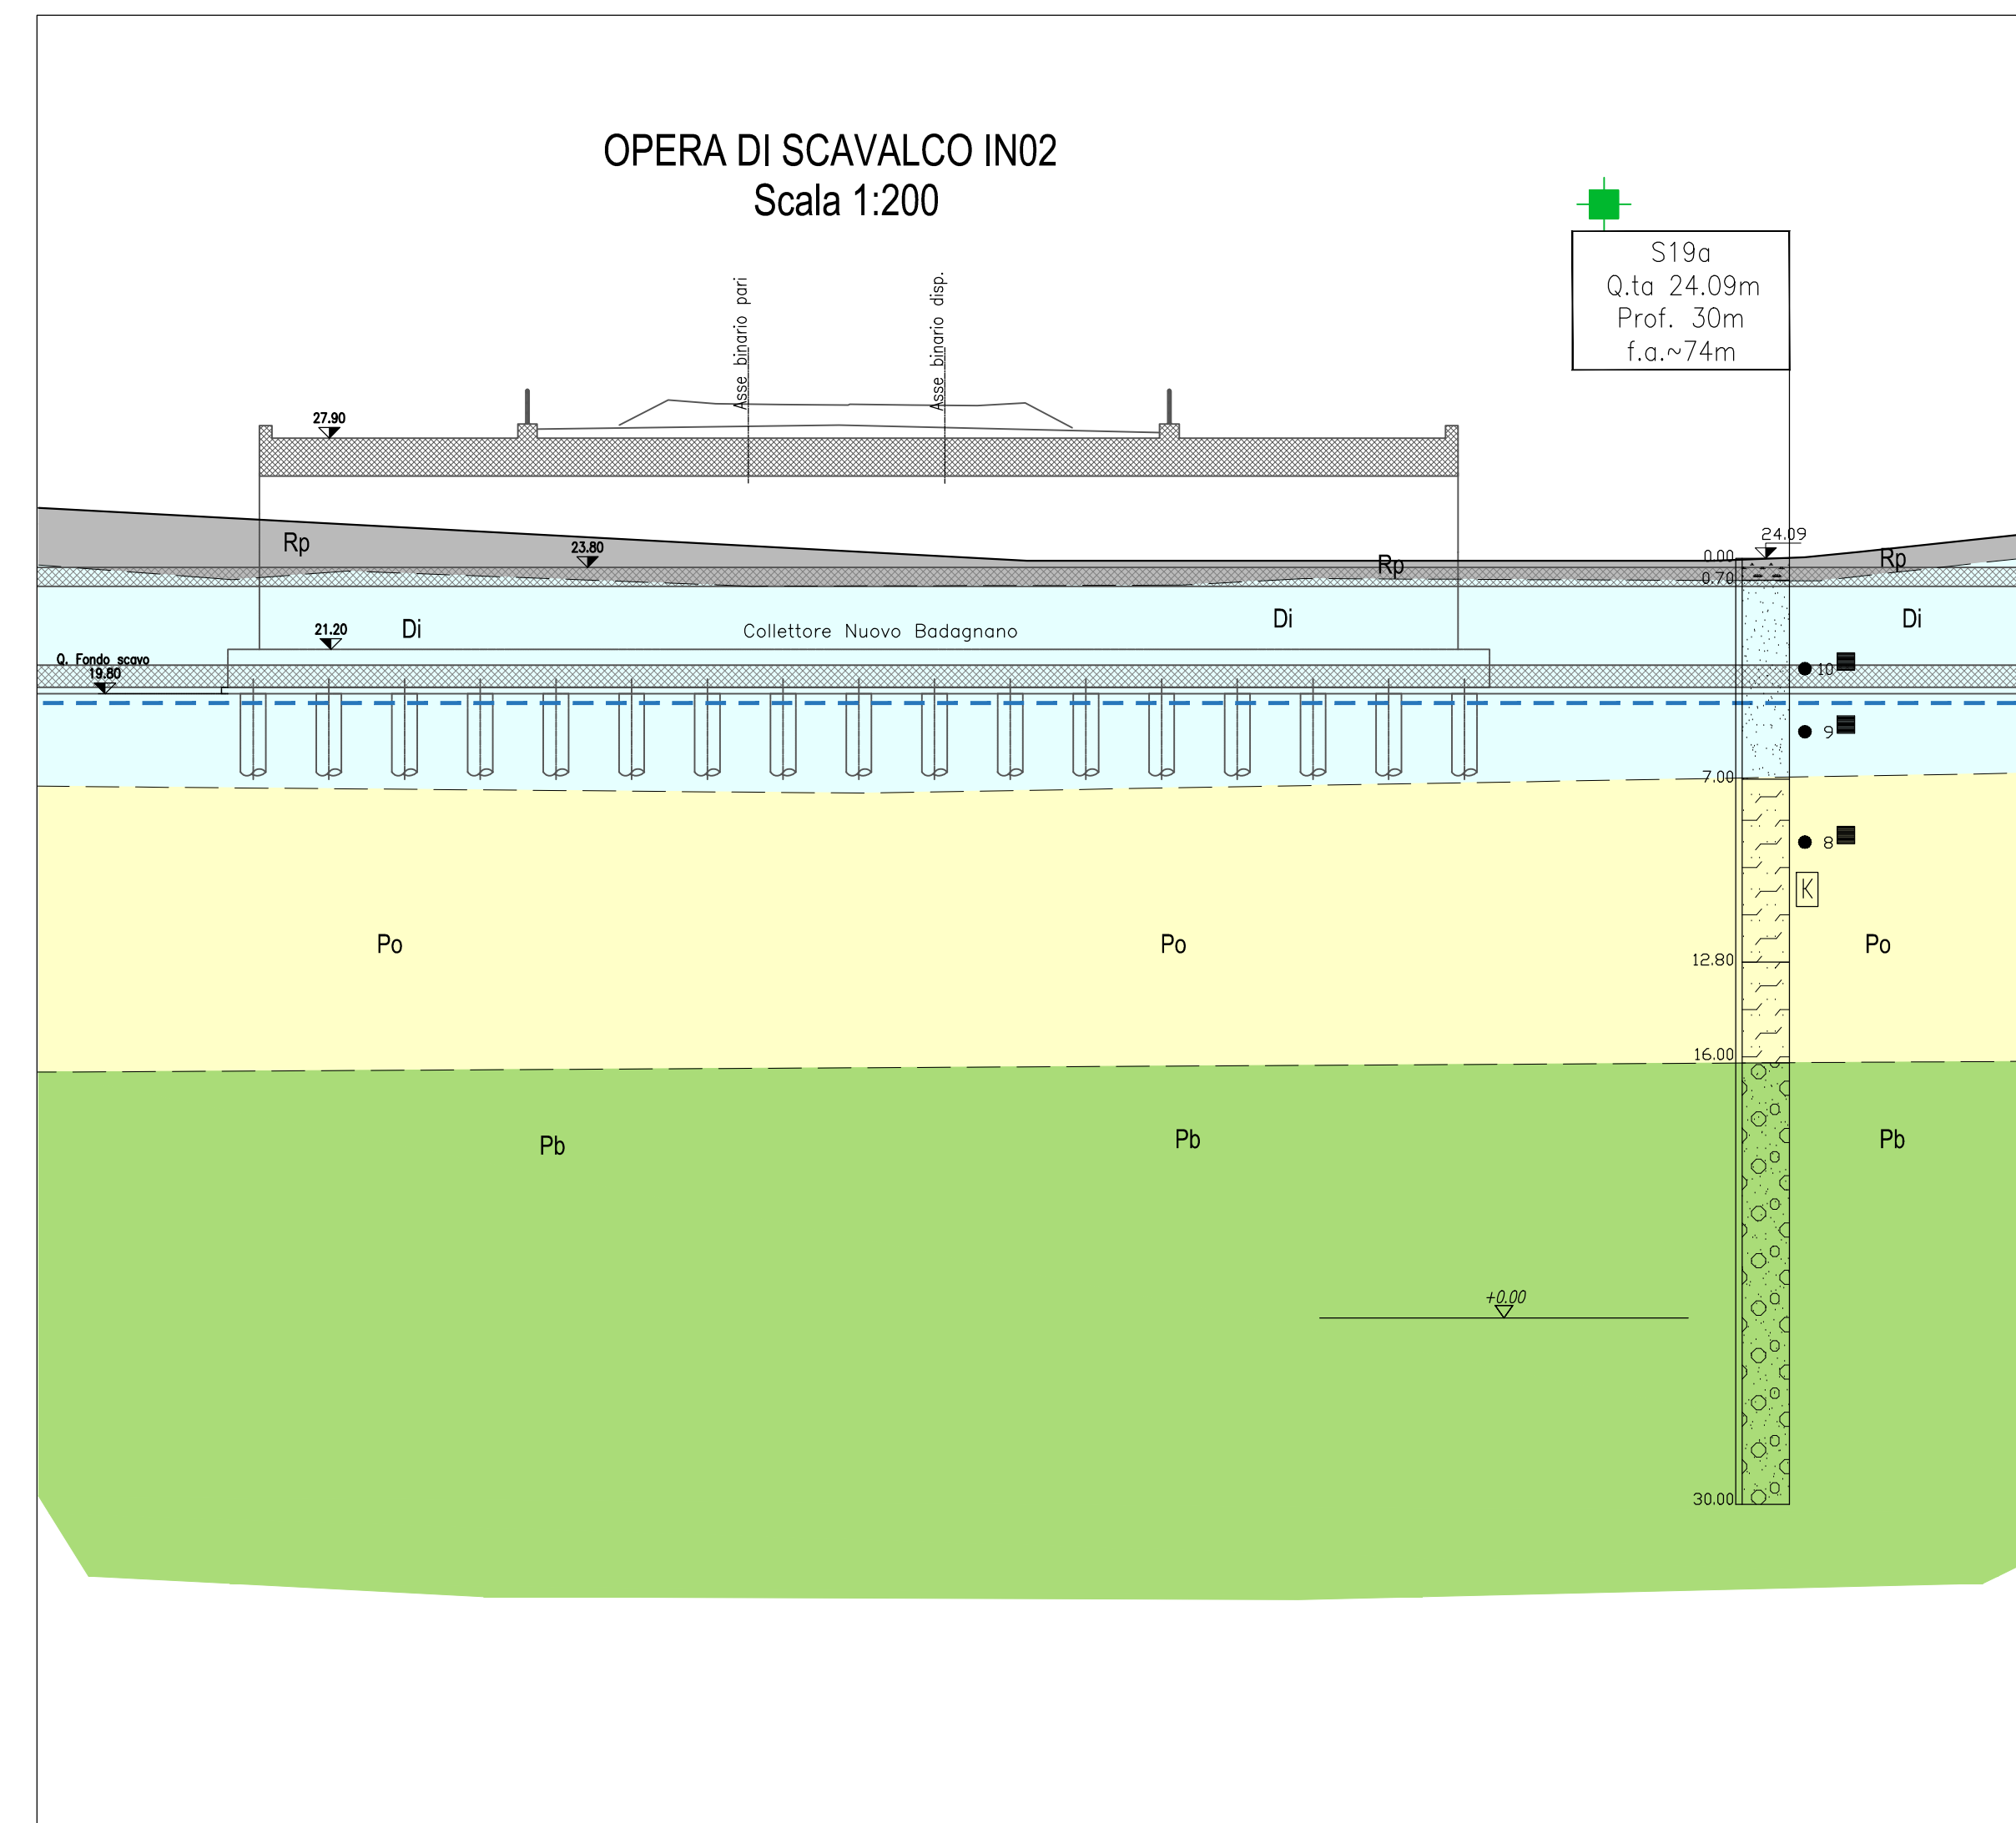 OPERA DI SCAVALCO IN02
Scala 1:200
S19a
Q.ta 24.09m
Prof. 30m
f.a.~74m
Asse binario pari
Asse binario disp.
27.90
24.09
Rp
23.80
0.00
Rp
Rp
0.70
Di
21.20
Di
Collettore Nuovo Badagnano
Di
Q. Fondo scavo
19.80
10
9
7.00
8
K
Po
Po
Po
12.80
16.00
Pb
Pb
Pb
+0.00
30.00